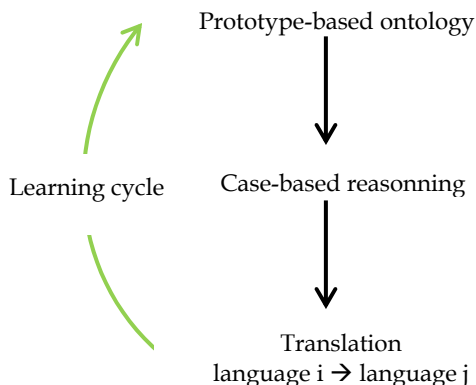 Prototype-based ontology
Learning cycle
Case-based reasonning
Translation
language i → language j